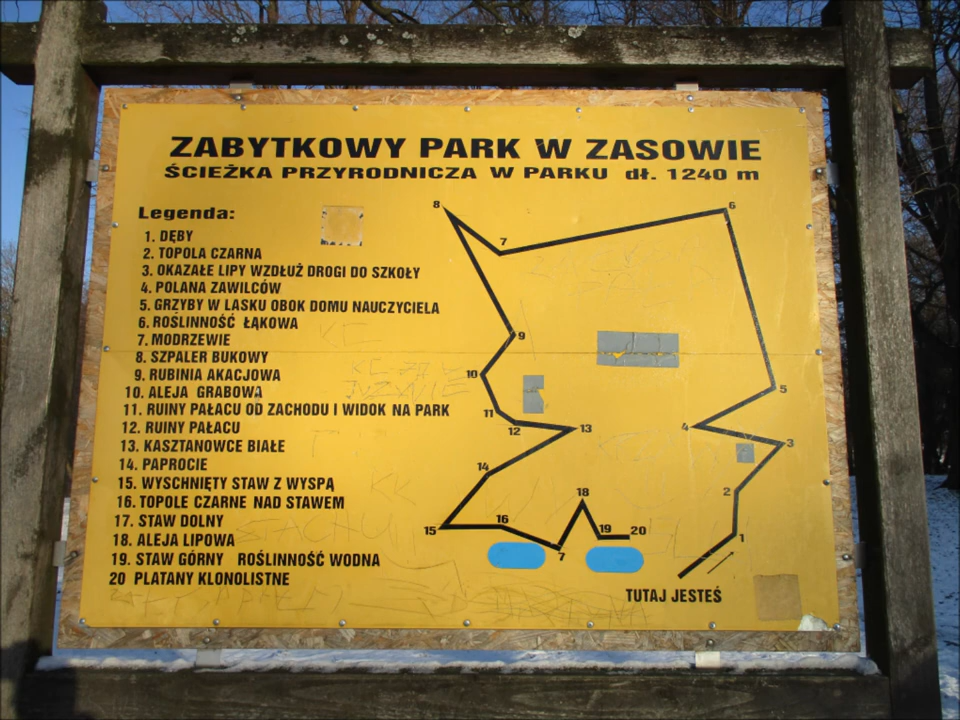 ZABYTKOWY PARK W ZASOWIE
ŚCIEŻKA PRZYRODNICZA W PARKU dł. 1240 m
Legenda:
1. DĘBY
2. TOPOLA CZARNA
3. OKAZAŁE LIPY WZDŁUŻ DROGI DO SZKOŁY
4. POLANA ZAWILCÓW
5. GRZYBY W LASKU OBOK DOMU NAUCZYCIELA
6. ROŚLINNOŚĆ ŁĄKOWA
7. MODRZEWIE
8. SZPALER BUKOWY
9. RUBINIA AKACJOWA
10. ALEJA GRABOWA
11. RUINY PAŁACU OD ZACHODU I WIDOK NA PARK
12. RUINY PAŁACU
13. KASZTANOWCE BIAŁE
14. PAPROCIE
15. WYSCHNIĘTY STAW Z WYSPĄ
16. TOPOLE CZARNE NAD STAWEM
17. STAW DOLNY
18. ALEJA LIPOWA
19. STAW GÓRNY ROŚLINNOŚĆ WODNA
20 PLATANY KLONOLISTNE
8
6
7
9
10
5
11
12
13
4
3
14
2
18
15
16
19
20
1
7
TUTAJ JESTEŚ